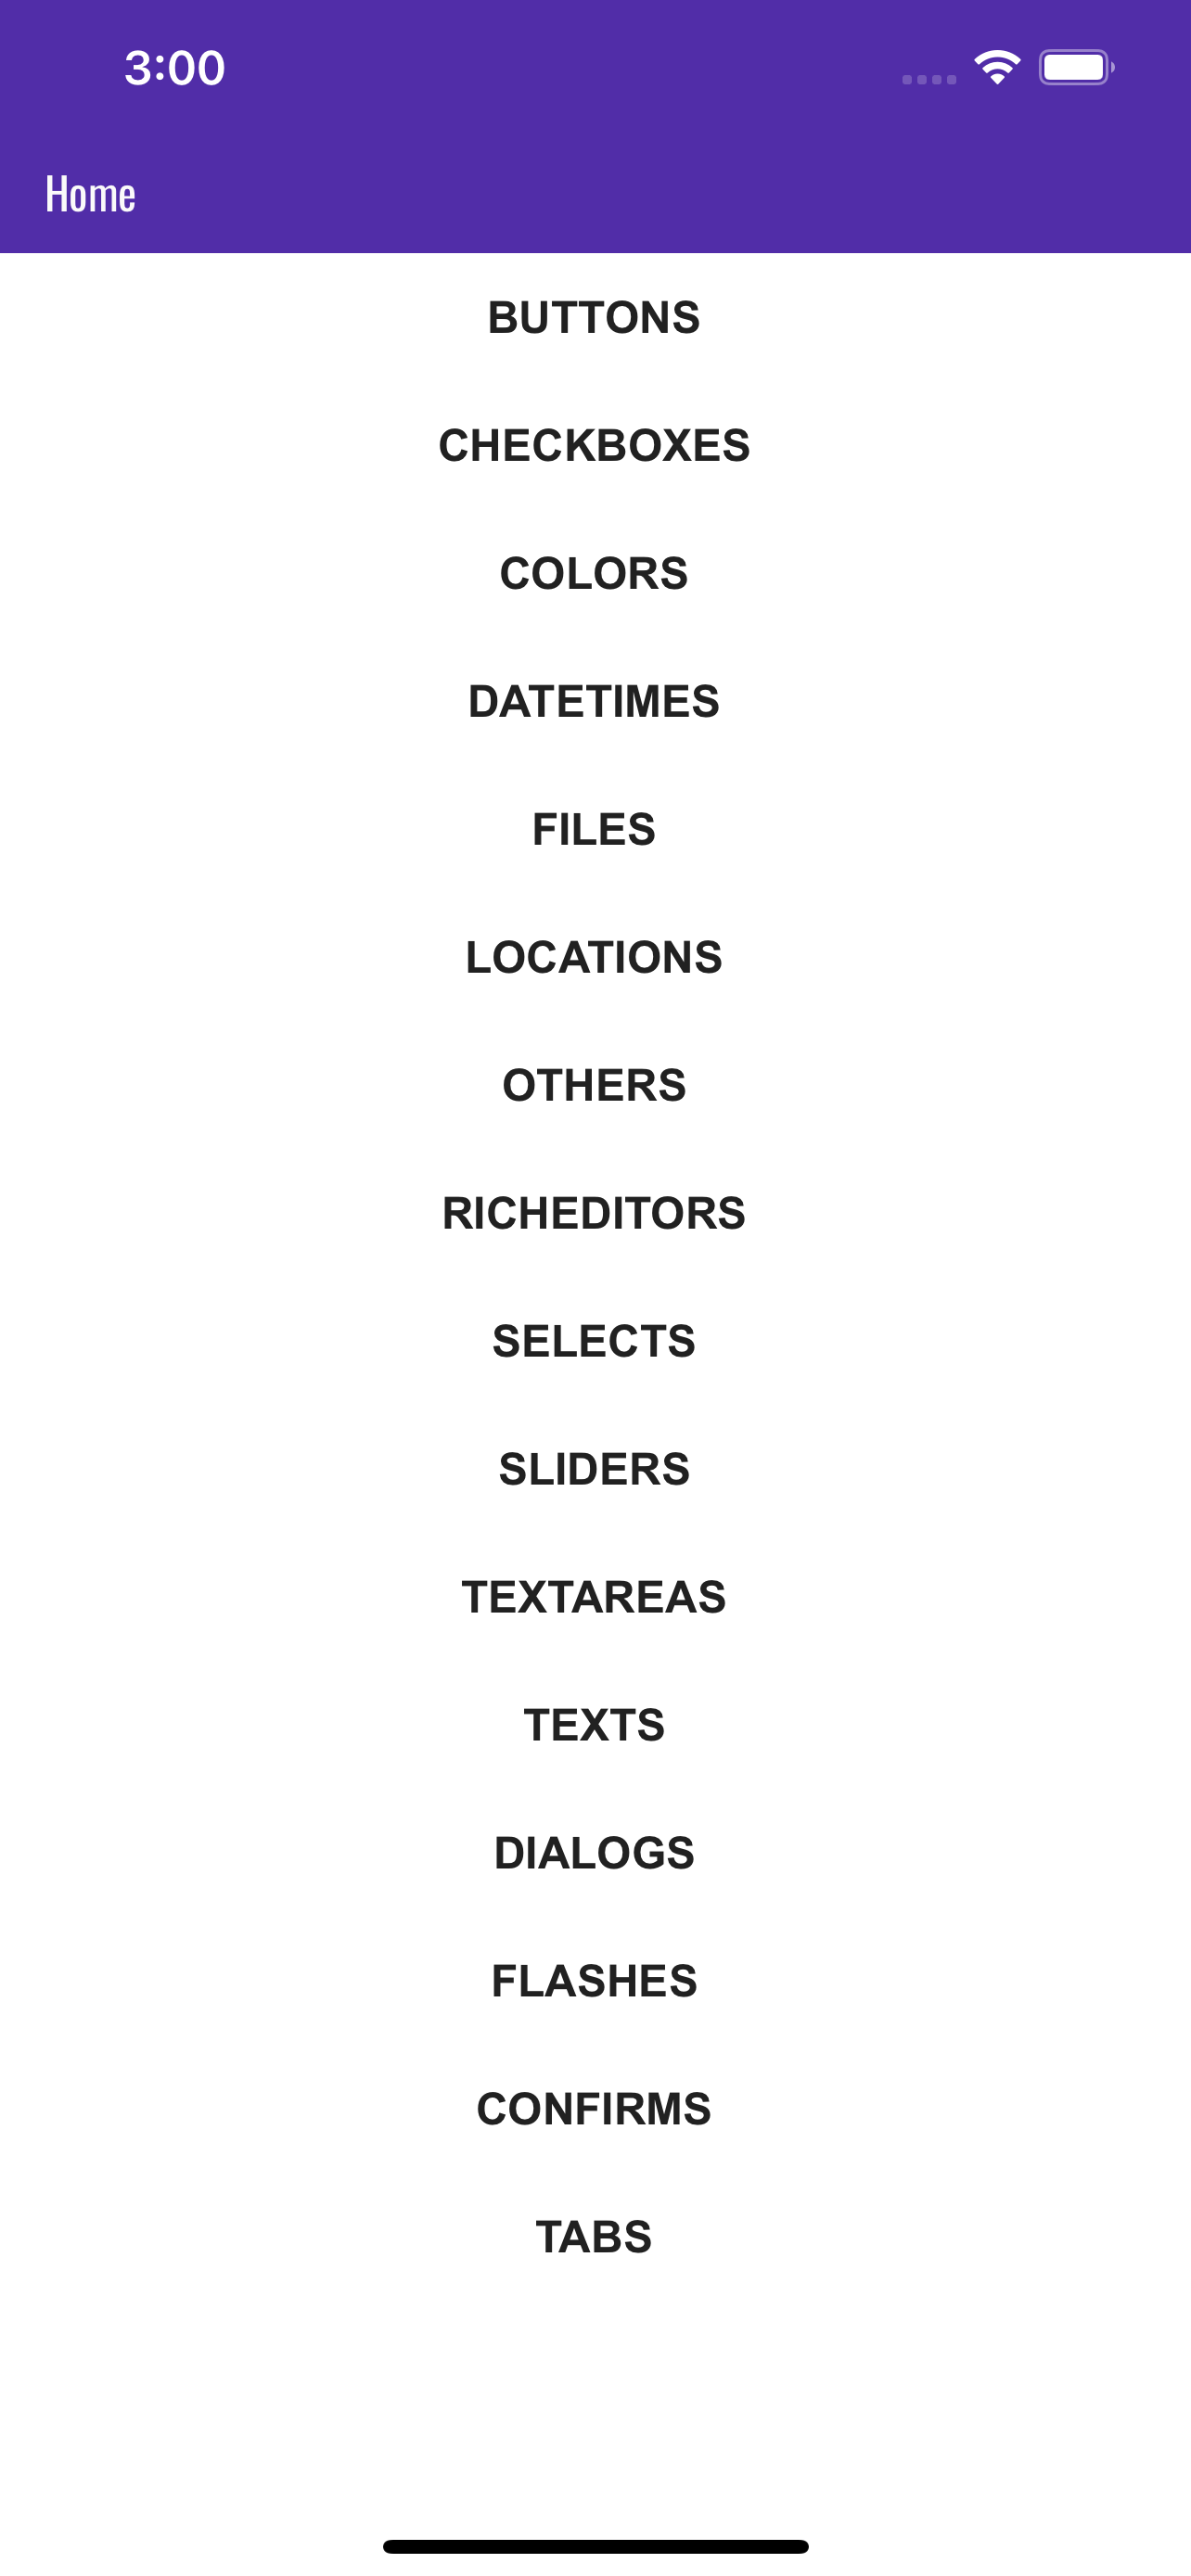 3:00
Home
BUTTONS
CHECKBOXES
COLORS
DATETIMES
FILES
LOCATIONS
OTHERS
RICHEDITORS
SELECTS
SLIDERS
TEXTAREAS
TEXTS
DIALOGS
FLASHES
CONFIRMS
TABS